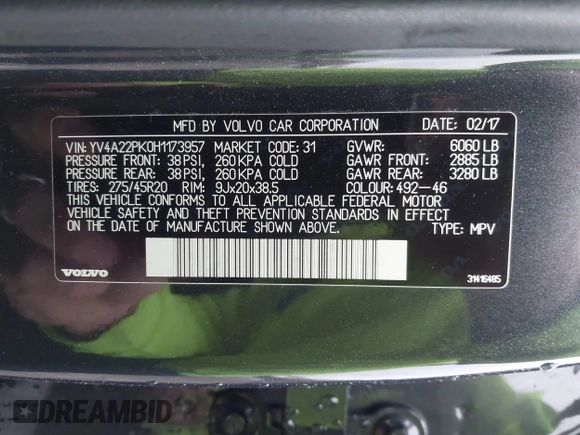 MFD BY VOLVO CAR CORPORATION DATE: 02/17
VIN: YV4A22PK0H1173957 MARKET CODE: 31 GVWR: 6060 LB
PRESSURE FRONT: 38 PSI, 260 KPA COLD GAWR FRONT: 2885 LB
PRESSURE REAR: 38 PSI, 260 KPA COLD GAWR REAR: 3280 LB
TIRES: 275/45R20 RIM: 9Jx20x38.5 COLOUR: 492-46
THIS VEHICLE CONFORMS TO ALL APPLICABLE FEDERAL MOTOR
VEHICLE SAFETY AND THEFT PREVENTION STANDARDS IN EFFECT
ON THE DATE OF MANUFACTURE SHOWN ABOVE. TYPE: MPV
VOLVO 31416485
DREAMBID